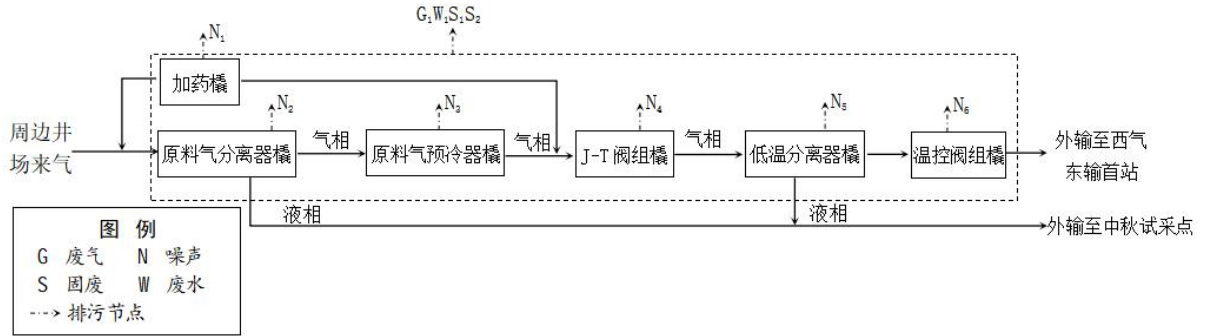 G₁W₁S₁S₂
N₁
加药橇
N₂
N₃
N₄
N₅
N₆
周边井
场来气
原料气分离器橇
气相
原料气预冷器橇
气相
J-T 阀组橇
气相
低温分离器橇
温控阀组橇
外输至西气
东输首站
液相
液相
外输至中秋试采点
图 例
G 废气 N 噪声
S 固废 W 废水
排污节点